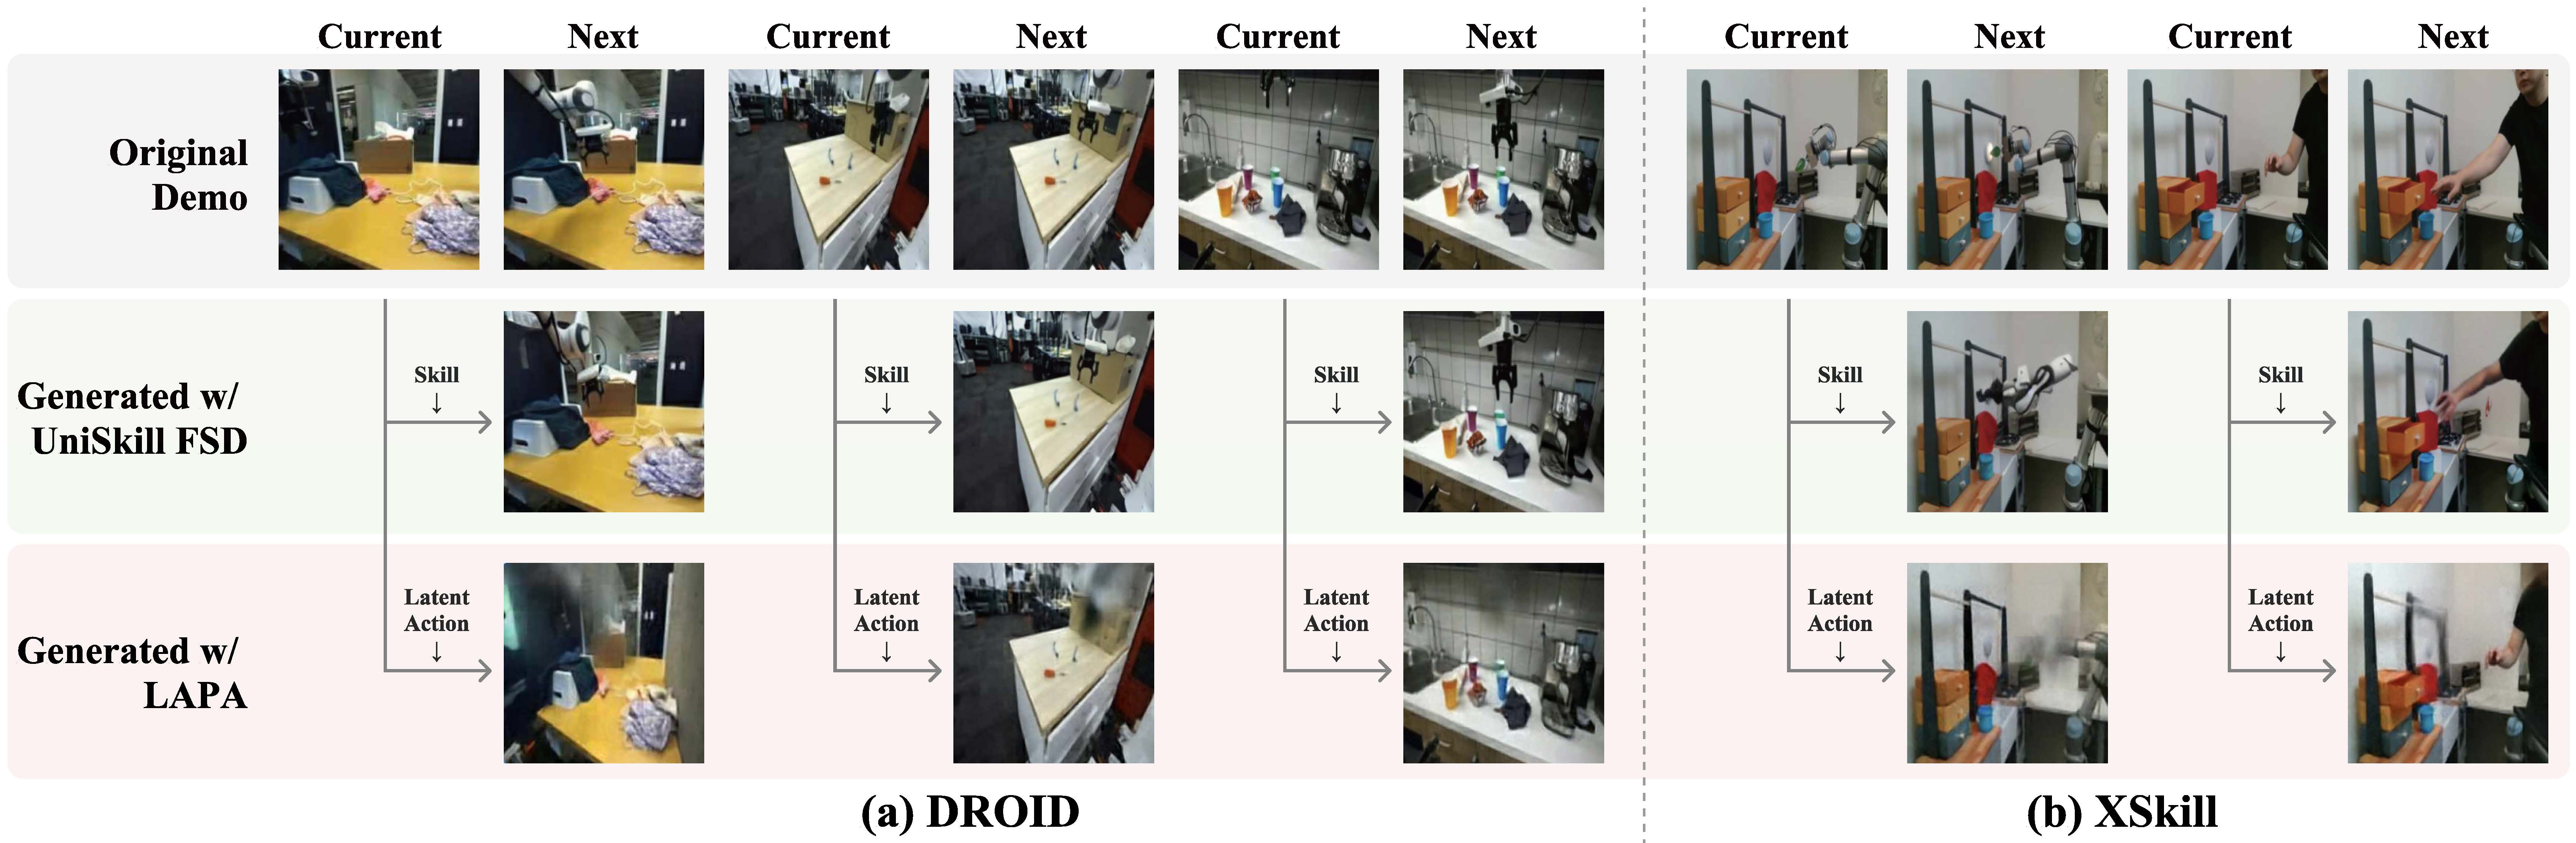 Current Next Current Next Current Next Current Next Current Next
Original
Demo
Generated w/
UniSkill FSD
Skill ↓ Skill ↓ Skill ↓ Skill ↓ Skill ↓
Generated w/
LAPA
Latent Latent Latent Latent Latent
Action ↓ Action ↓ Action ↓ Action ↓ Action ↓
(a) DROID
(b) XSkill